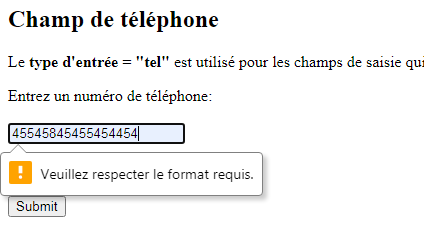 Champ de téléphone
Le type d'entrée = "tel" est utilisé pour les champs de saisie qui
Entrez un numéro de téléphone:
45545845455454454
Veuillez respecter le format requis.
Submit